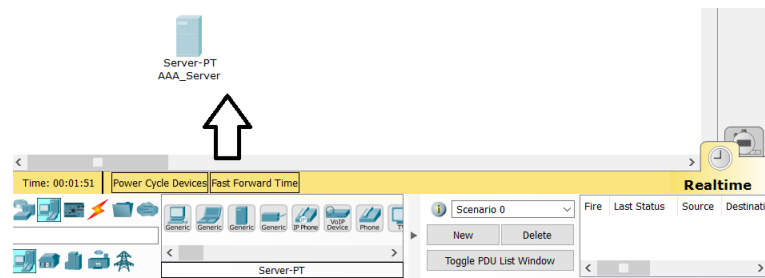 Server-PT
AAA_Server
Time: 00:01:51 Power Cycle Devices Fast Forward Time
Realtime
Generic Generic Generic Generic IP Phone VoIP Device Phone
Server-PT
Scenario 0
New Delete
Toggle PDU List Window
Fire Last Status Source Destinati